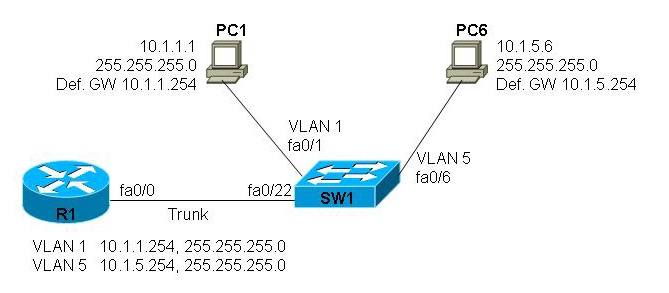 PC1
10.1.1.1
255.255.255.0
Def. GW 10.1.1.254
PC6
10.1.5.6
255.255.255.0
Def. GW 10.1.5.254
VLAN 1
fa0/1
VLAN 5
fa0/6
fa0/0
fa0/22
SW1
R1
Trunk
VLAN 1 10.1.1.254, 255.255.255.0
VLAN 5 10.1.5.254, 255.255.255.0